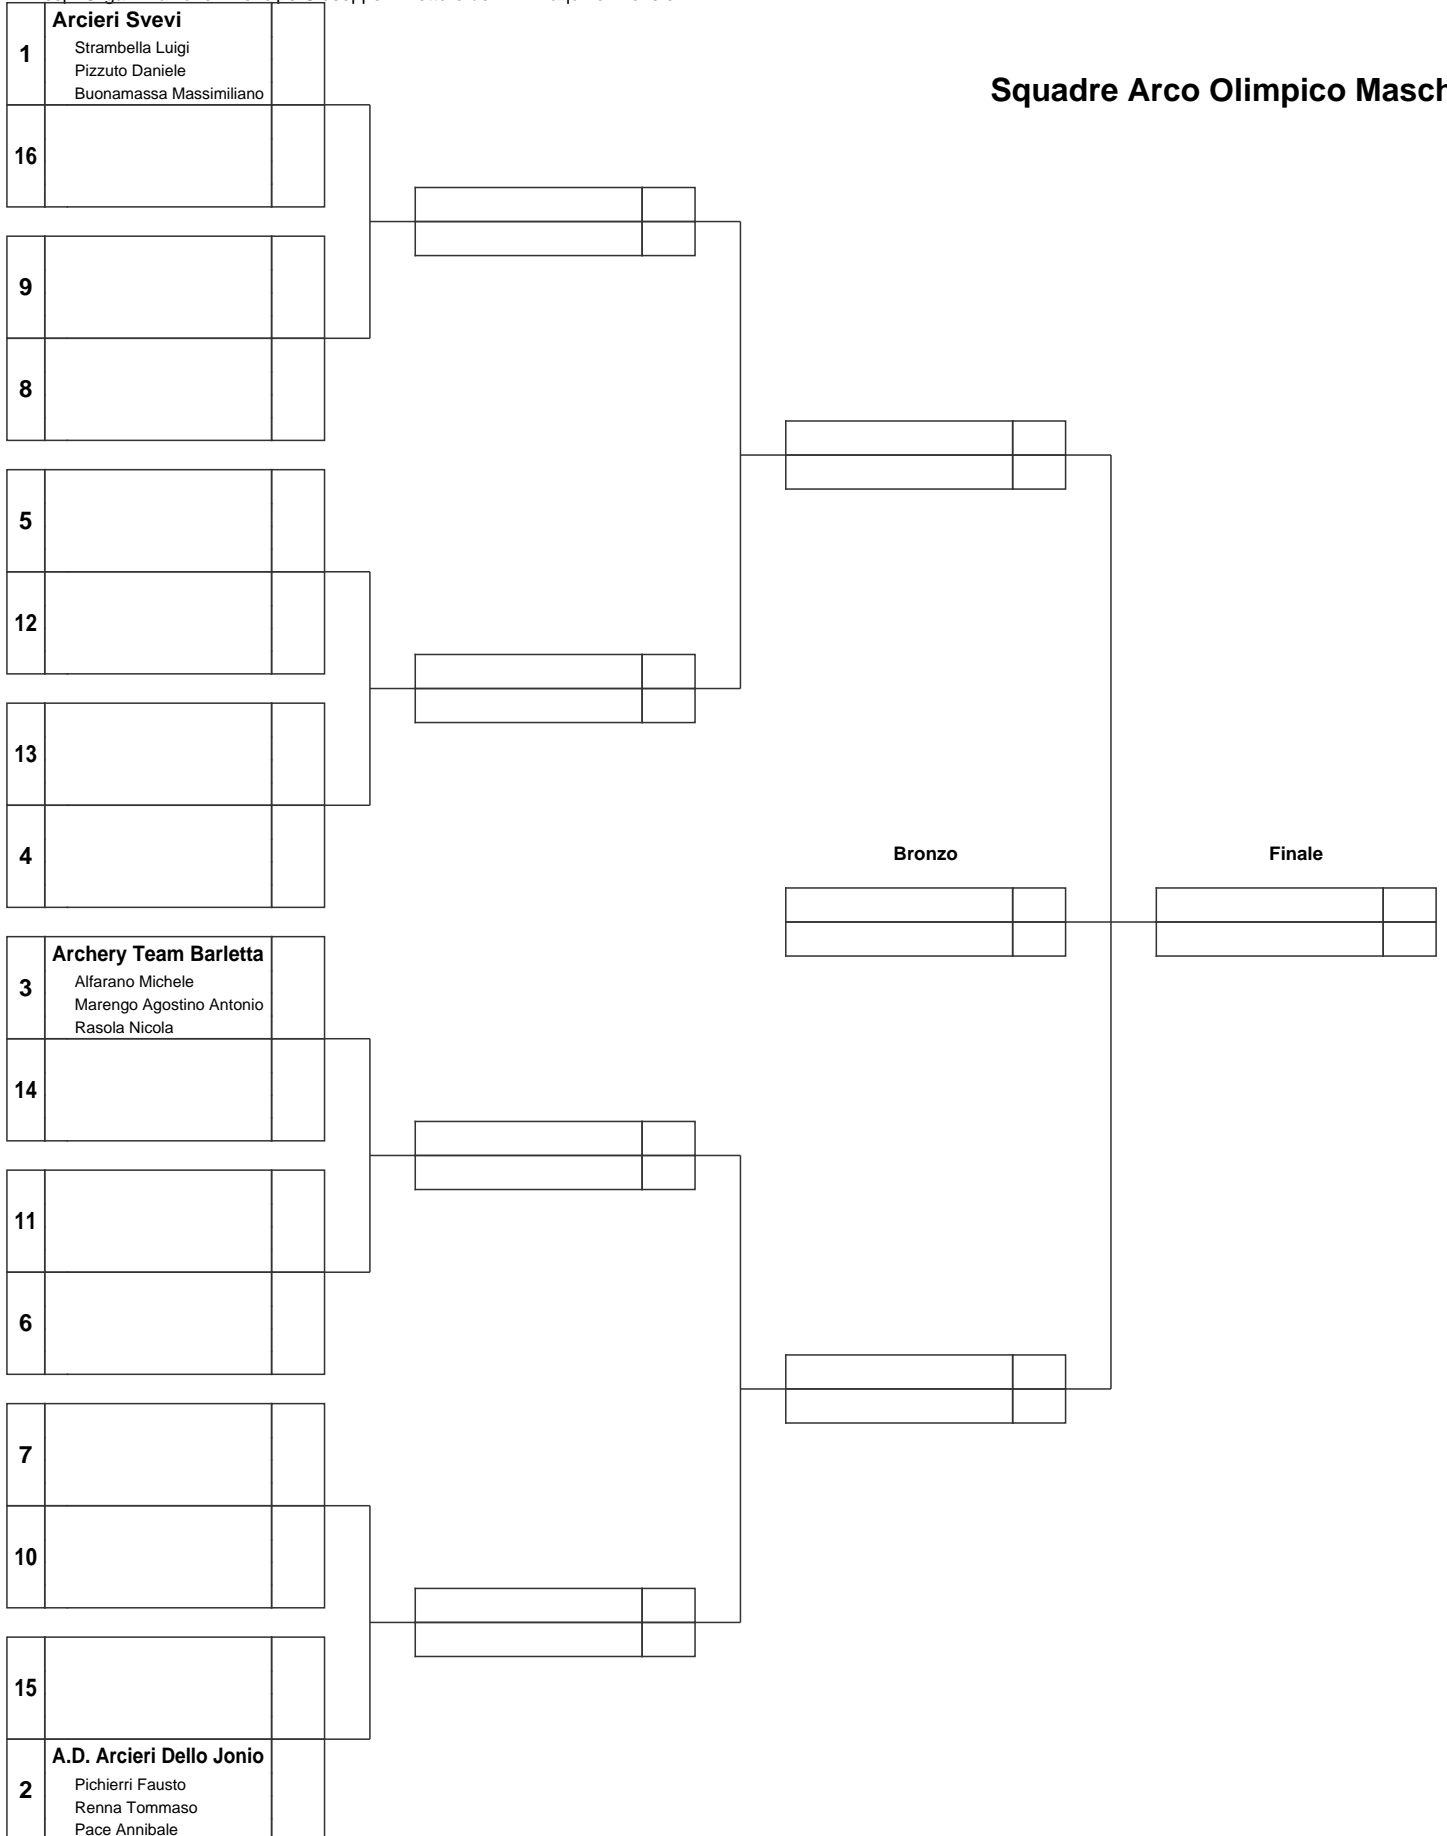 Arcieri Svevi
1
Strambella Luigi
Pizzuto Daniele
Buonamassa Massimiliano
Squadre Arco Olimpico
16
9
8
5
12
13
4
Bronzo
Finale
Archery Team Barletta
3
Alfarano Michele
Marengo Agostino Antonio
Rasola Nicola
14
11
6
7
10
15
A.D. Arcieri Dello Jonio
2
Pichierri Fausto
Renna Tommaso
Pace Annibale